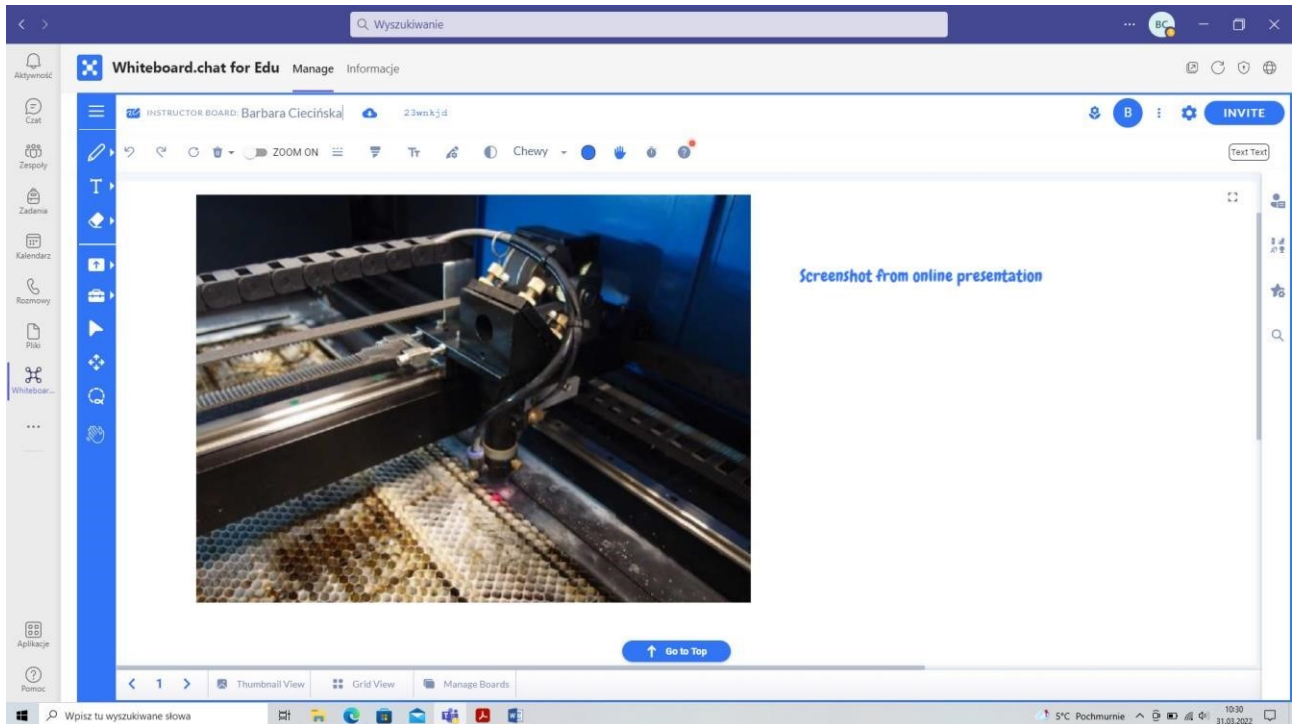 Wyszukiwanie
BC
Aktywność
Czat
Zespoły
Zadania
Kalendarz
Rozmowy
Pliki
Whiteboar...
Aplikacje
Pomoc
Whiteboard.chat for Edu Manage Informacje
INSTRUCTOR BOARD: Barbara Ciecińska 23wnkjd
B
INVITE
ZOOM ON Tr Chewy
Text Text
T
Screenshot from online presentation
Go to Top
1 Thumbnail View Grid View Manage Boards
Wpisz tu wyszukiwane słowa
5°C Pochmurnie
10:30
31.03.2022